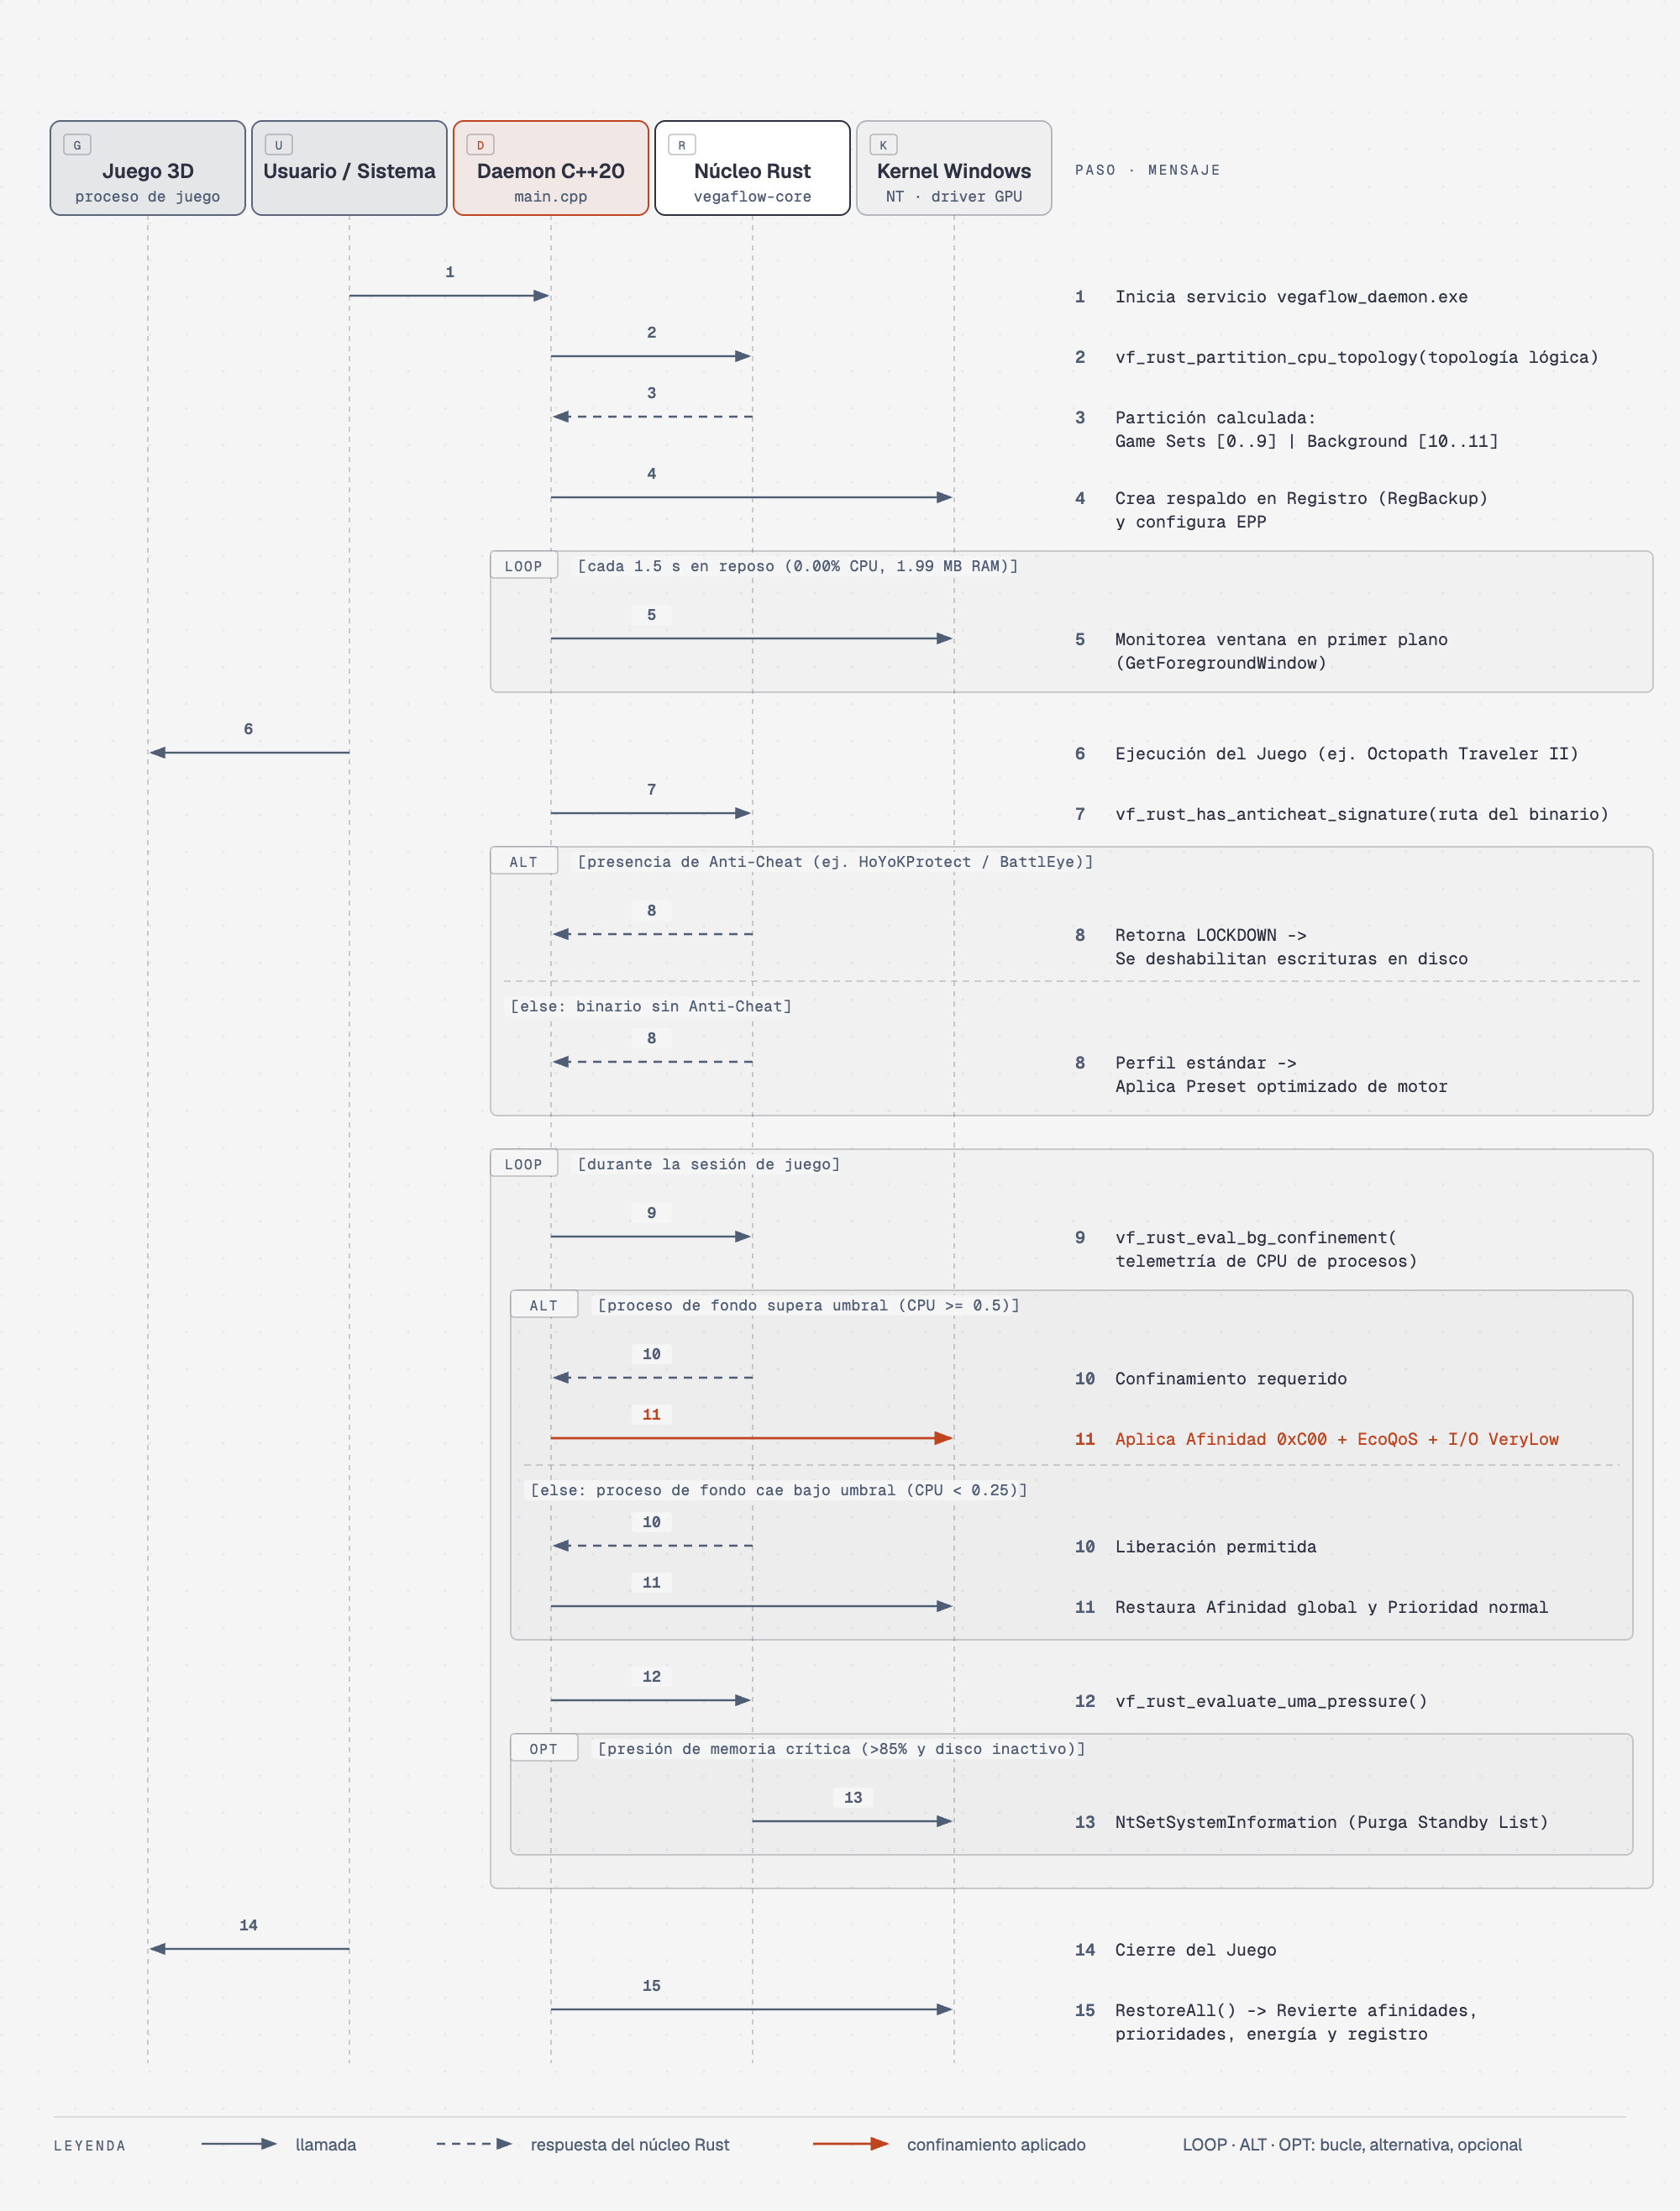 G
Juego 3D
proceso de juego
U
Usuario / Sistema
D
Daemon C++20
main.cpp
R
Núcleo Rust
vegaflow-core
K
Kernel Windows
NT · driver GPU
PASO · MENSAJE
1
1 Inicia servicio vegaflow_daemon.exe
2
2 vf_rust_partition_cpu_topology(topología lógica)
3
3 Partición calculada:
Game Sets [0..9] | Background [10..11]
4
4 Crea respaldo en Registro (RegBackup)
y configura EPP
LOOP [cada 1.5 s en reposo (0.00% CPU, 1.99 MB RAM)]
5
5 Monitorea ventana en primer plano
(GetForegroundWindow)
6
6 Ejecución del Juego (ej. Octopath Traveler II)
7
7 vf_rust_has_anticheat_signature(ruta del binario)
ALT [presencia de Anti-Cheat (ej. HoYoKProtect / BattlEye)]
8
8 Retorna LOCKDOWN ->
Se deshabilitan escrituras en disco
[else: binario sin Anti-Cheat]
8
8 Perfil estándar ->
Aplica Preset optimizado de motor
LOOP [durante la sesión de juego]
9
9 vf_rust_eval_bg_confinement(
telemetría de CPU de procesos)
ALT [proceso de fondo supera umbral (CPU >= 0.5)]
10
10 Confinamiento requerido
11
11 Aplica Afinidad 0xC00 + EcoQoS + I/O VeryLow
[else: proceso de fondo cae bajo umbral (CPU < 0.25)]
10
10 Liberación permitida
11
11 Restaura Afinidad global y Prioridad normal
12
12 vf_rust_evaluate_uma_pressure()
OPT [presión de memoria crítica (>85% y disco inactivo)]
13
13 NtSetSystemInformation (Purga Standby List)
14
14 Cierre del Juego
15
15 RestoreAll() -> Revierte afinidades,
prioridades, energía y registro
LEYENDA llamada respuesta del núcleo Rust confinamiento aplicado LOOP · ALT · OPT: bucle, alternativa, opcional